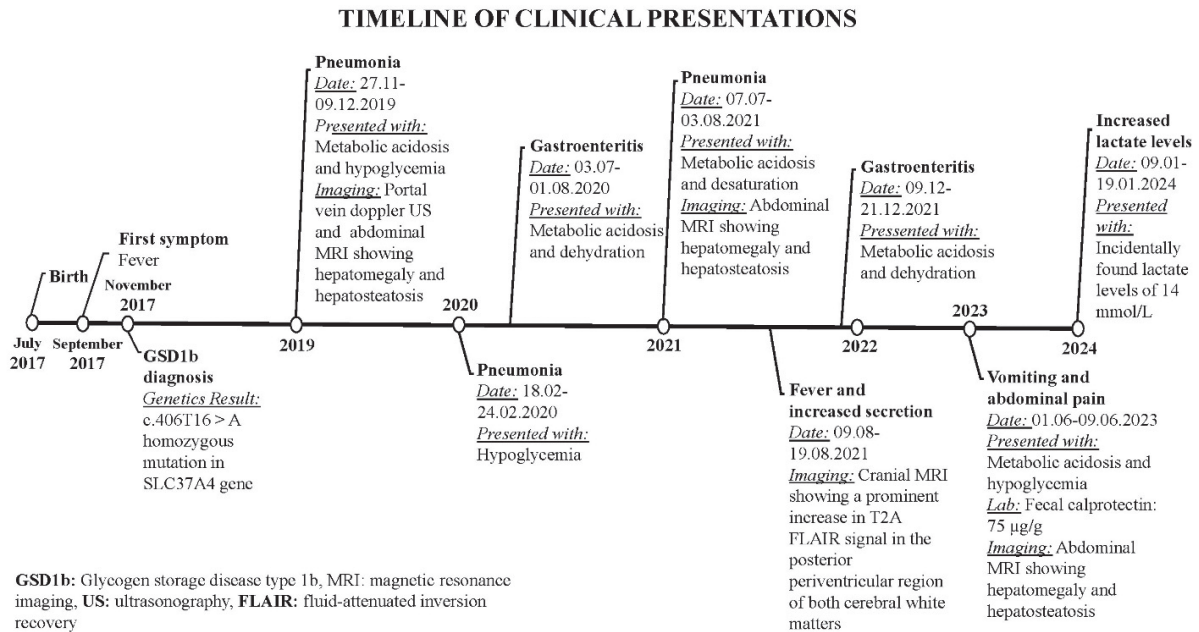 TIMELINE OF CLINICAL PRESENTATIONS
Birth
July
2017
First symptom
Fever
September
2017
November
2017
GSD1b
diagnosis
Genetics Result:
c.406T16 > A
homozygous
mutation in
SLC37A4 gene
Pneumonia
Date: 27.11-
09.12.2019
Presented with:
Metabolic acidosis
and hypoglycemia
Imaging: Portal
vein doppler US
and abdominal
MRI showing
hepatomegaly and
hepatosteatosis
2019
2020
Pneumonia
Date: 18.02-
24.02.2020
Presented with:
Hypoglycemia
Gastroenteritis
Date: 03.07-
01.08.2020
Presented with:
Metabolic acidosis
and dehydration
Pneumonia
Date: 07.07-
03.08.2021
Presented with:
Metabolic acidosis
and desaturation
Imaging: Abdominal
MRI showing
hepatomegaly and
hepatosteatosis
2021
Fever and
increased secretion
Date: 09.08-
19.08.2021
Imaging: Cranial MRI
showing a prominent
increase in T2A
FLAIR signal in the
posterior
periventricular region
of both cerebral white
matters
Gastroenteritis
Date: 09.12-
21.12.2021
Pressented with:
Metabolic acidosis
and dehydration
2022
2023
Vomiting and
abdominal pain
Date: 01.06-09.06.2023
Presented with:
Metabolic acidosis and
hypoglycemia
Lab: Fecal calprotectin:
75 µg/g
Imaging: Abdominal
MRI showing
hepatomegaly and
hepatosteatosis
Increased
lactate levels
Date: 09.01-
19.01.2024
Presented
with:
Incidentally
found lactate
levels of 14
mmol/L
2024
GSD1b: Glycogen storage disease type 1b, MRI: magnetic resonance
imaging, US: ultrasonography, FLAIR: fluid-attenuated inversion
recovery